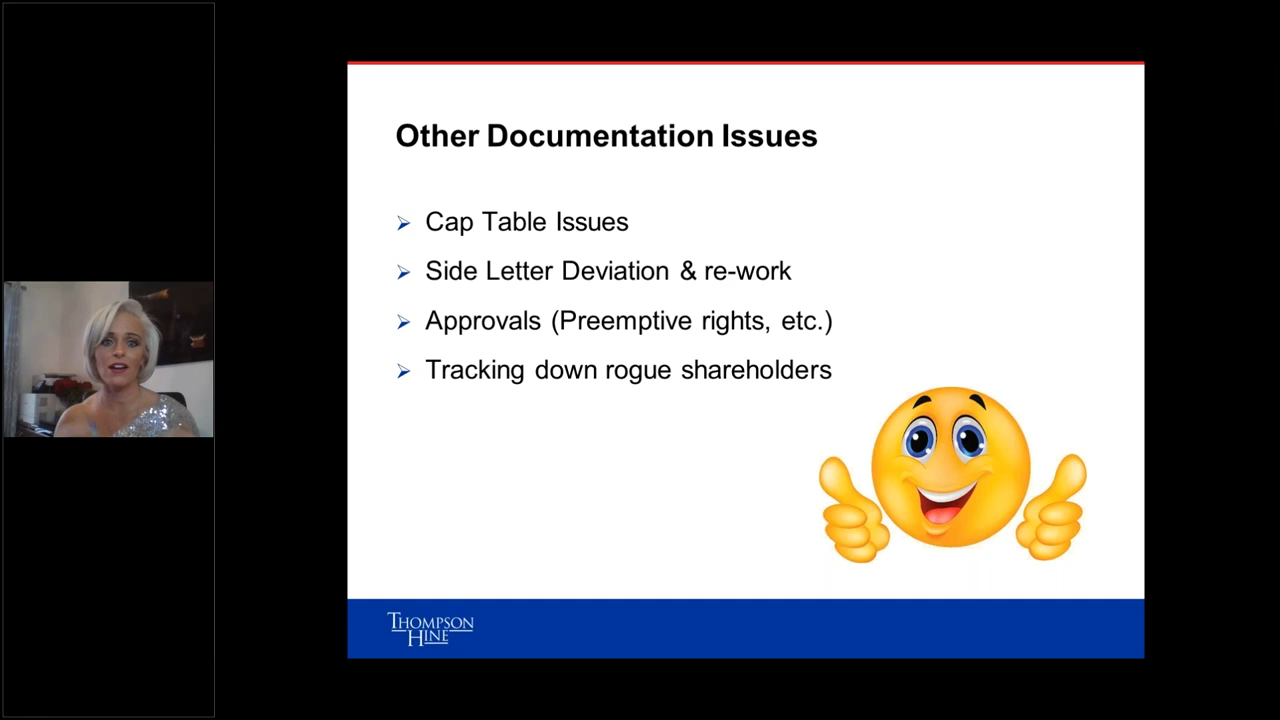 Other Documentation Issues
Cap Table Issues
Side Letter Deviation & re-work
Approvals (Preemptive rights, etc.)
Tracking down rogue shareholders
THOMPSON
HINE